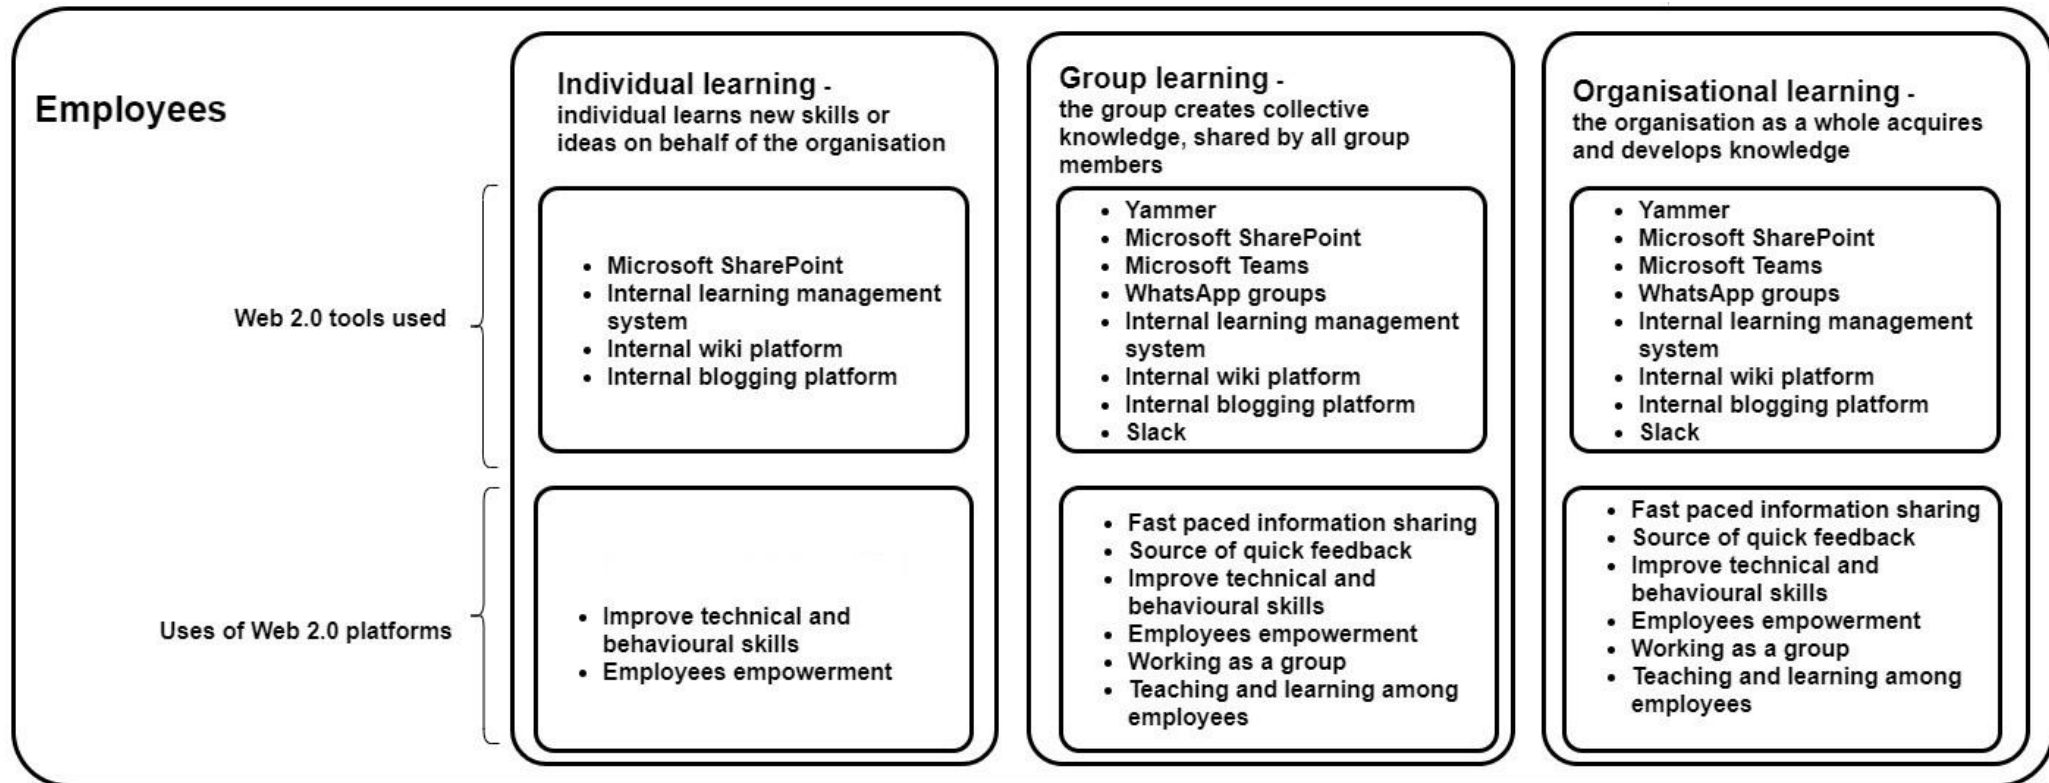 Employees
Individual learning -
individual learns new skills or
ideas on behalf of the organisation
Group learning -
the group creates collective
knowledge, shared by all group
members
Organisational learning -
the organisation as a whole acquires
and develops knowledge
Web 2.0 tools used
• Microsoft SharePoint
• Internal learning management
system
• Internal wiki platform
• Internal blogging platform
• Yammer
• Microsoft SharePoint
• Microsoft Teams
• WhatsApp groups
• Internal learning management
system
• Internal wiki platform
• Internal blogging platform
• Slack
• Yammer
• Microsoft SharePoint
• Microsoft Teams
• WhatsApp groups
• Internal learning management
system
• Internal wiki platform
• Internal blogging platform
• Slack
Uses of Web 2.0 platforms
• Improve technical and
behavioural skills
• Employees empowerment
• Fast paced information sharing
• Source of quick feedback
• Improve technical and
behavioural skills
• Employees empowerment
• Working as a group
• Teaching and learning among
employees
• Fast paced information sharing
• Source of quick feedback
• Improve technical and
behavioural skills
• Employees empowerment
• Working as a group
• Teaching and learning among
employees